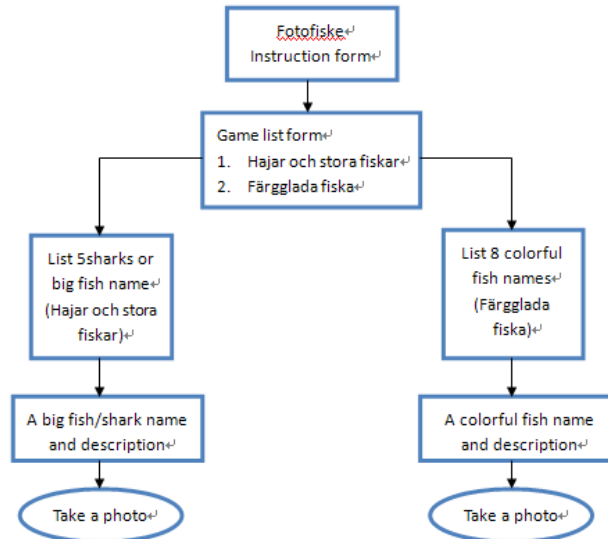 Fotofiske
Instruction form
Game list form
1. Hajar och stora fiskar
2. Färgglada fiska
List 5sharks or
big fish name
(Hajar och stora
fiskar)
List 8 colorful
fish names
(Färgglada
fiska)
A big fish/shark name
and description
A colorful fish name
and description
Take a photo
Take a photo